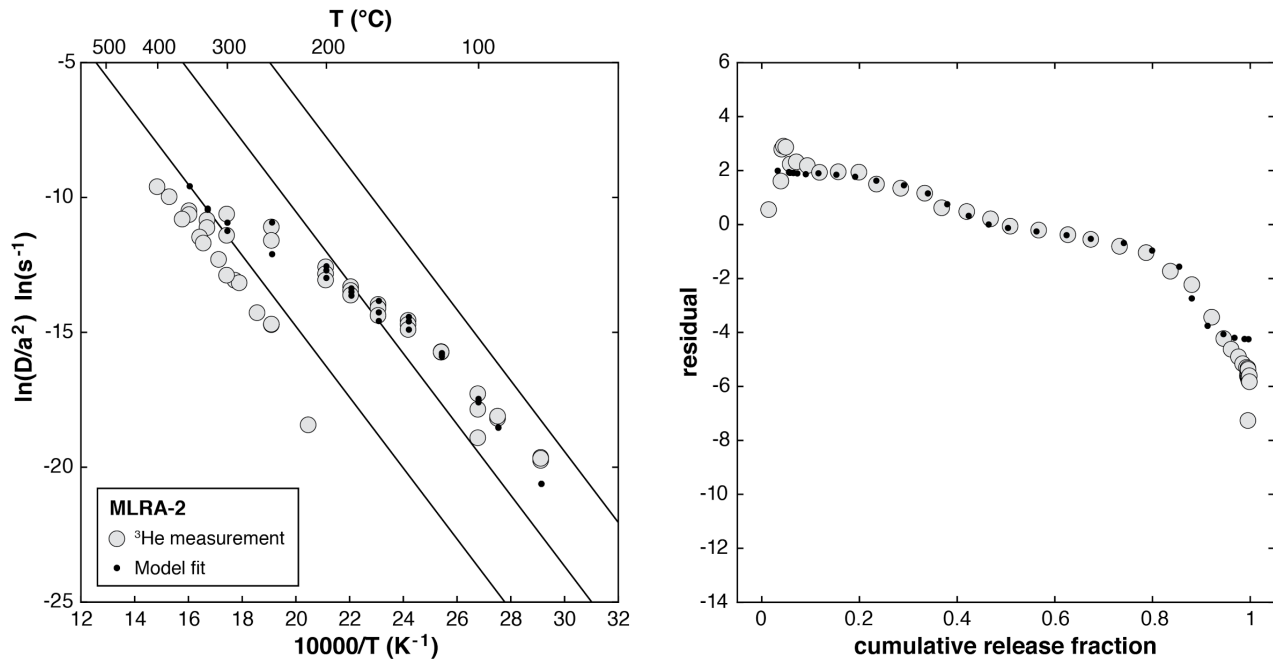 T (°C)
500 400 300 200 100
-5
-10
-15
-20
-25
ln(D/a²) ln(s⁻¹)
MLRA-2
³He measurement
Model fit
12 14 16 18 20 22 24 26 28 30 32
10000/T (K⁻¹)
6
4
2
0
-2
-4
-6
-8
-10
-12
-14
residual
0 0.2 0.4 0.6 0.8 1
cumulative release fraction